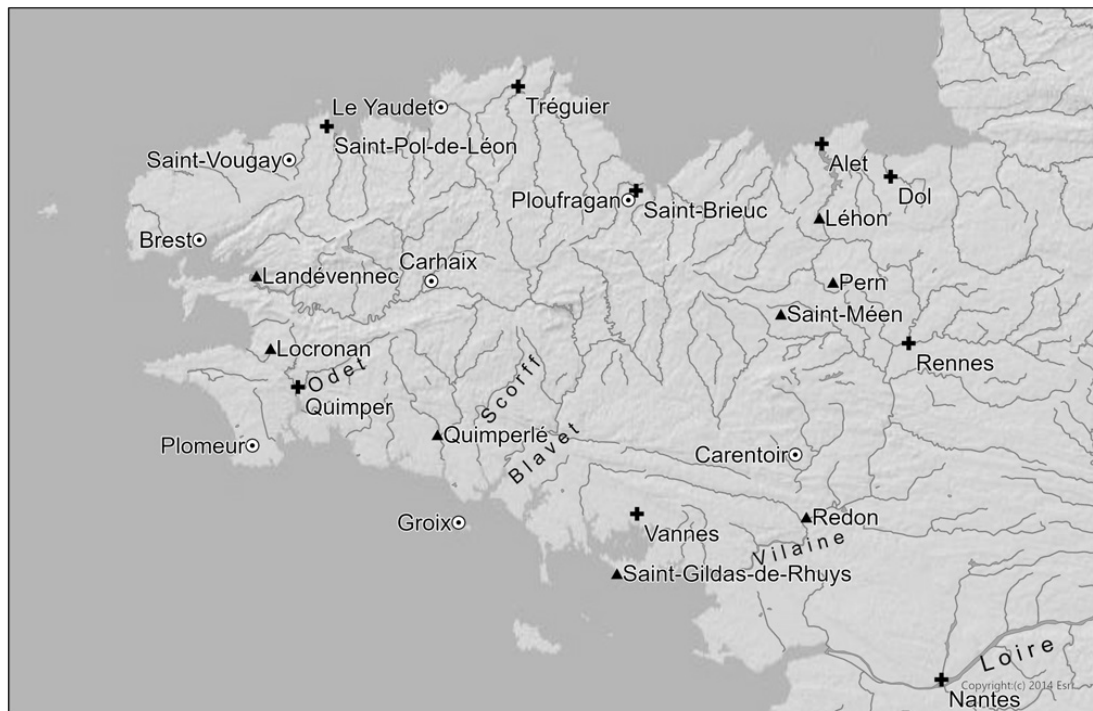 Le Yaudet
Tréguier
Saint-Pol-de-Léon
Saint-Vougay
Alet
Dol
Ploufragan
Saint-Brieuc
Léhon
Brest
Carhaix
Landévennec
Pern
Saint-Méen
Locronan
Rennes
Odet
Quimper
Scorff
Quimperlé
Plomeur
Blavet
Carentoir
Groix
Vannes
Redon
Vilaine
Saint-Gildas-de-Rhuys
Loire
Copyright:(c) 2014 Esri
Nantes